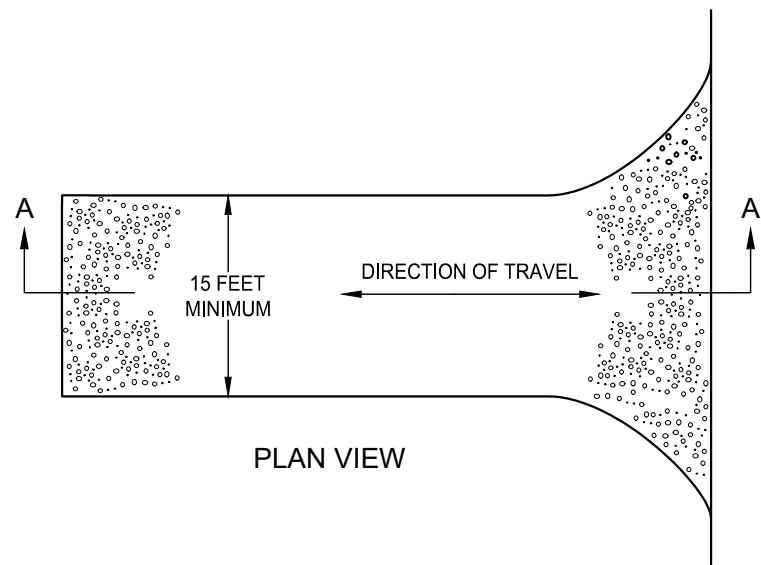 A
A
15 FEET
MINIMUM
DIRECTION OF TRAVEL
PLAN VIEW